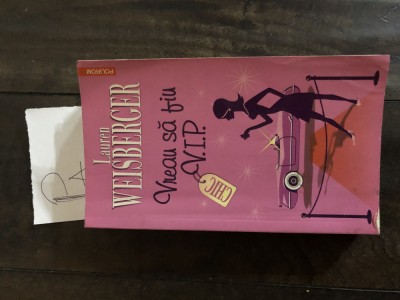 POLIROM
Lauren
WEISBERGER
Vreau să fiu
V.I.P.
CHIC